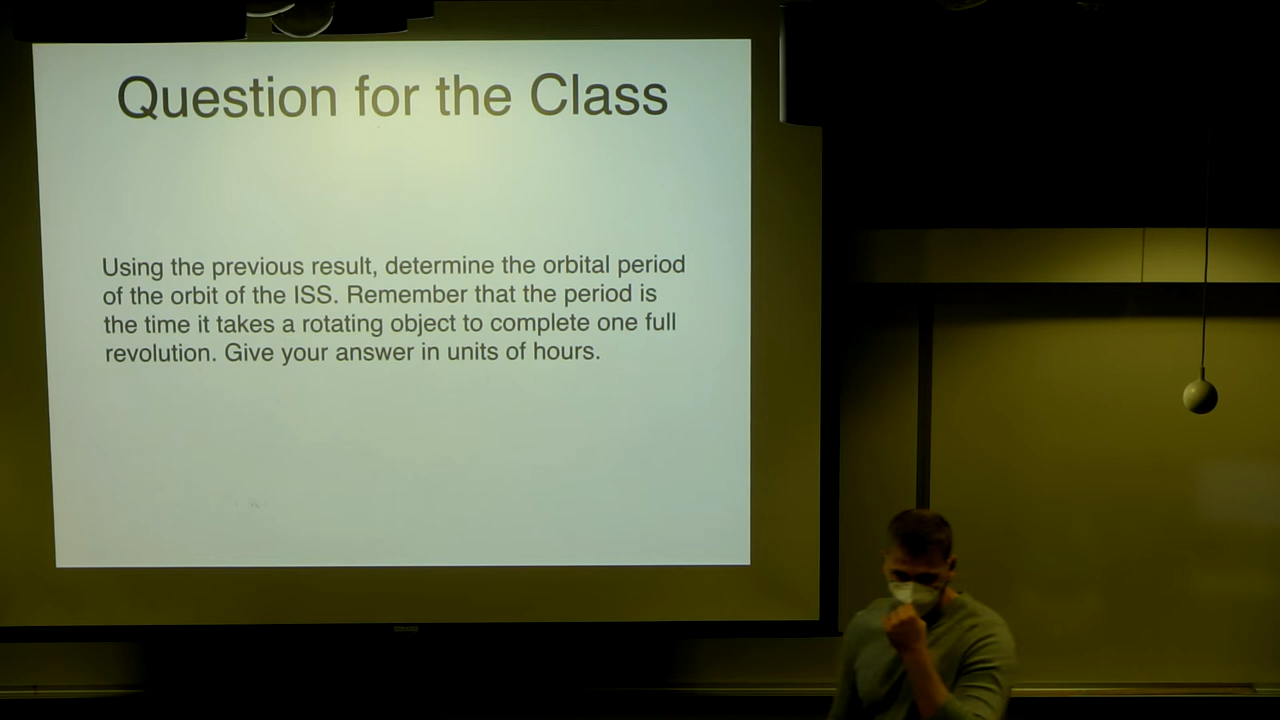 Question for the Class
Using the previous result, determine the orbital period
of the orbit of the ISS. Remember that the period is
the time it takes a rotating object to complete one full
revolution. Give your answer in units of hours.